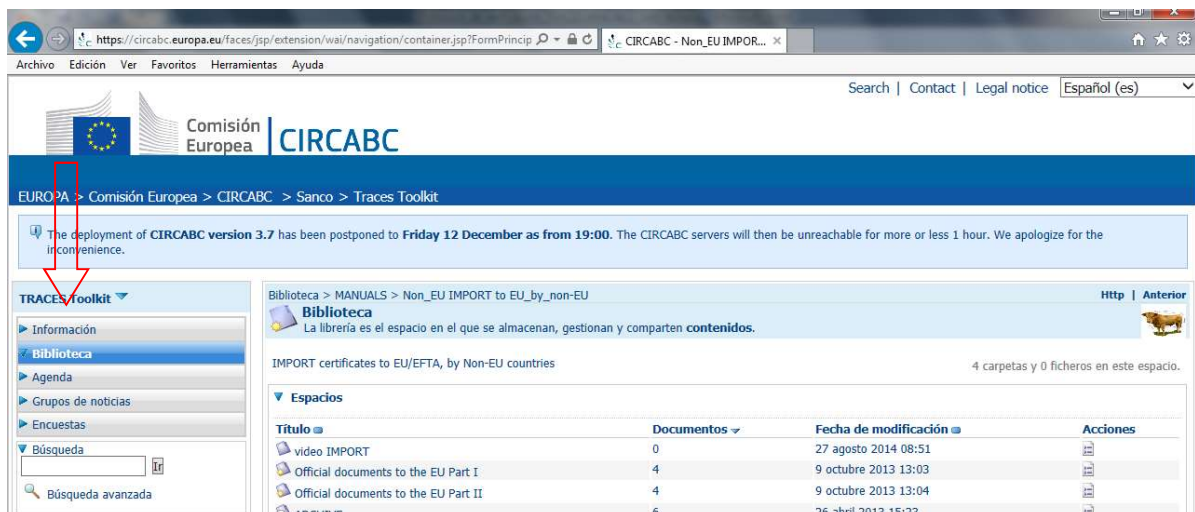 https://circabc.europa.eu/faces/jsp/extension/wai/navigation/container.jsp?FormPrincip
CIRCABC - Non_EU IMPOR...
Archivo Edición Ver Favoritos Herramientas Ayuda
Search | Contact | Legal notice Español (es)
Comisión
Europea
CIRCABC
EUROPA > Comisión Europea > CIRCABC > Sanco > Traces Toolkit
The deployment of CIRCABC version 3.7 has been postponed to Friday 12 December as from 19:00. The CIRCABC servers will then be unreachable for more or less 1 hour. We apologize for the
inconvenience.
TRACES Toolkit
Información
Biblioteca
Agenda
Grupos de noticias
Encuestas
Búsqueda
Ir
Búsqueda avanzada
Biblioteca > MANUALS > Non_EU IMPORT to EU_by_non-EU Http | Anterior
Biblioteca
La librería es el espacio en el que se almacenan, gestionan y comparten contenidos.
IMPORT certificates to EU/EFTA, by Non-EU countries 4 carpetas y 0 ficheros en este espacio.
Espacios
Título Documentos Fecha de modificación Acciones
video IMPORT 0 27 agosto 2014 08:51
Official documents to the EU Part I 4 9 octubre 2013 13:03
Official documents to the EU Part II 4 9 octubre 2013 13:04